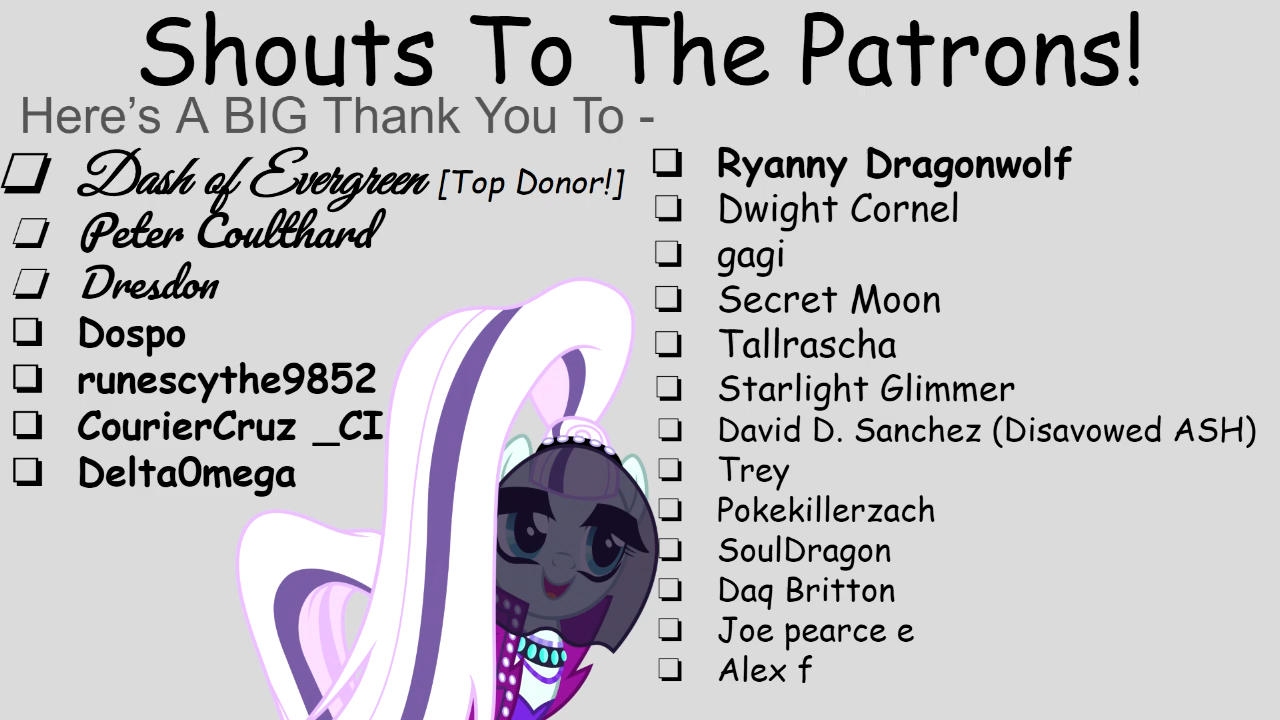 Shouts To The Patrons!
Here's A BIG Thank You To -
Dash of Evergreen [Top Donor!]
Peter Coulthard
Dresdon
Dospo
runescythe9852
CourierCruz _CI
Delta0mega
Ryanny Dragonwolf
Dwight Cornel
gagi
Secret Moon
Tallrascha
Starlight Glimmer
David D. Sanchez (Disavowed ASH)
Trey
Pokekillerzach
SoulDragon
Daq Britton
Joe pearce e
Alex f